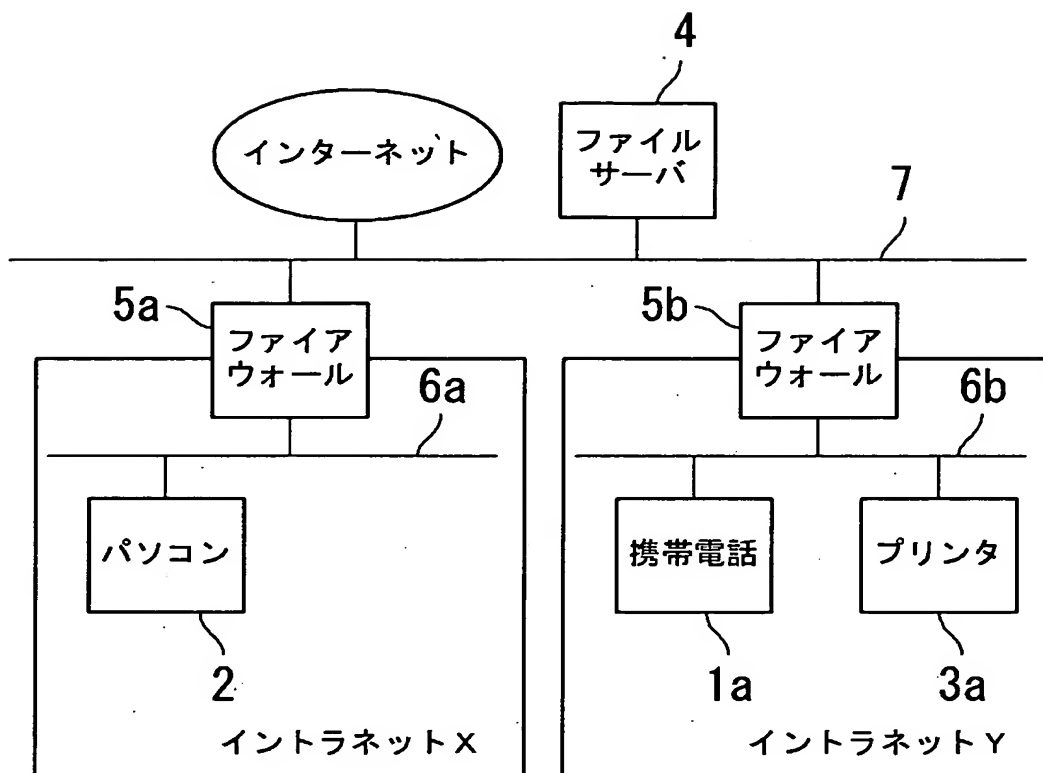 4
インターネット
ファイル
サーバ
7
5a
ファイア
ウォール
5b
ファイア
ウォール
6a
6b
パソコン
携帯電話
プリンタ
2
1a
3a
イントラネットX
イントラネットY